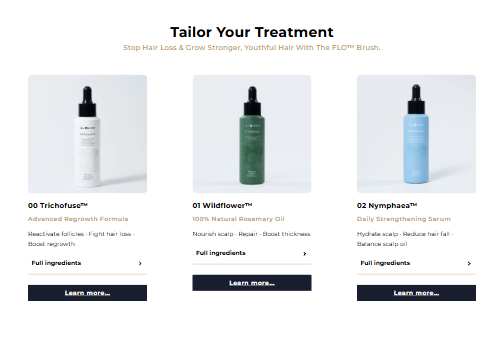 Tailor Your Treatment
Stop Hair Loss & Grow Stronger, Youthful Hair With The FLO™ Brush.
00 Trichofuse™
Advanced Regrowth Formula
Reactivate follicles · Fight hair loss ·
Boost regrowth
Full ingredients
Learn more...
01 Wildflower™
100% Natural Rosemary Oil
Nourish scalp · Repair · Boost thickness
Full ingredients
Learn more...
02 Nymphaea™
Daily Strengthening Serum
Hydrate scalp · Reduce hair fall ·
Balance scalp oil
Full ingredients
Learn more...